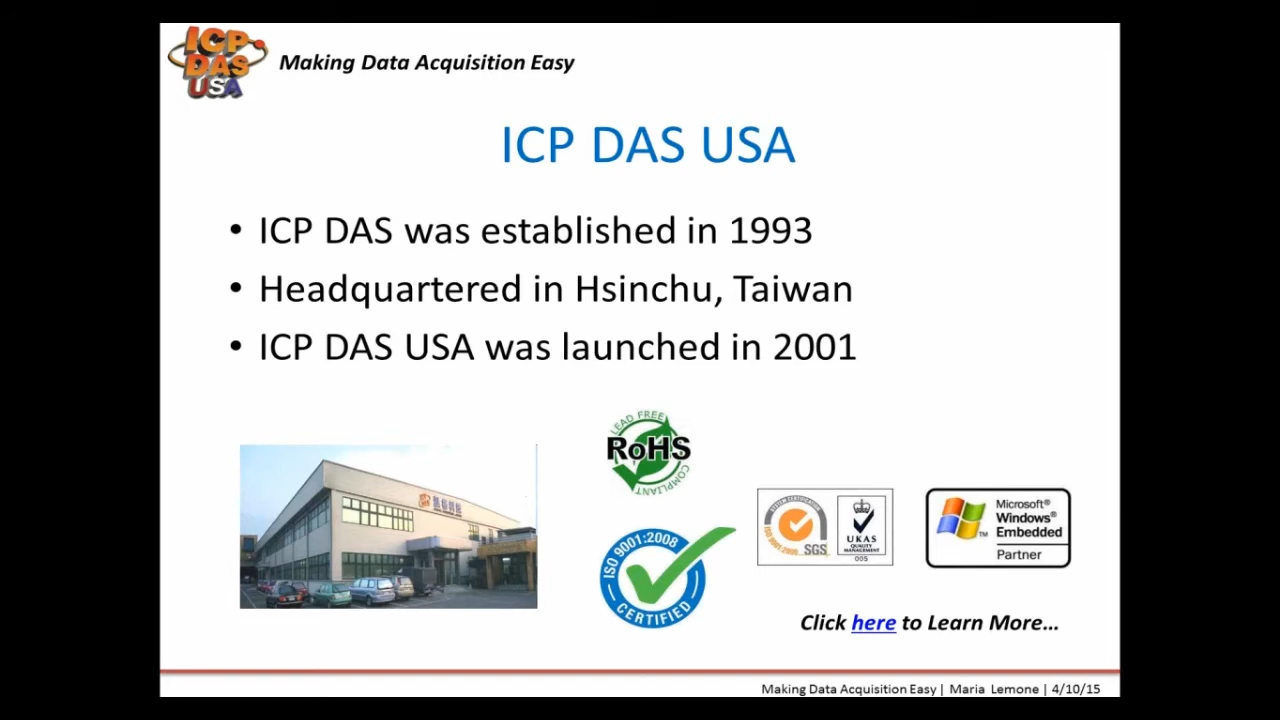 ICP
DAS
USA
Making Data Acquisition Easy
ICP DAS USA
• ICP DAS was established in 1993
• Headquartered in Hsinchu, Taiwan
• ICP DAS USA was launched in 2001
LEAD FREE
RoHS
COMPLIANT
ISO 9001:2008
CERTIFIED
SGS
UKAS
QUALITY
MANAGEMENT
005
Microsoft®
Windows®
Embedded
Partner
Click here to Learn More...
Making Data Acquisition Easy | Maria Lemone | 4/10/15